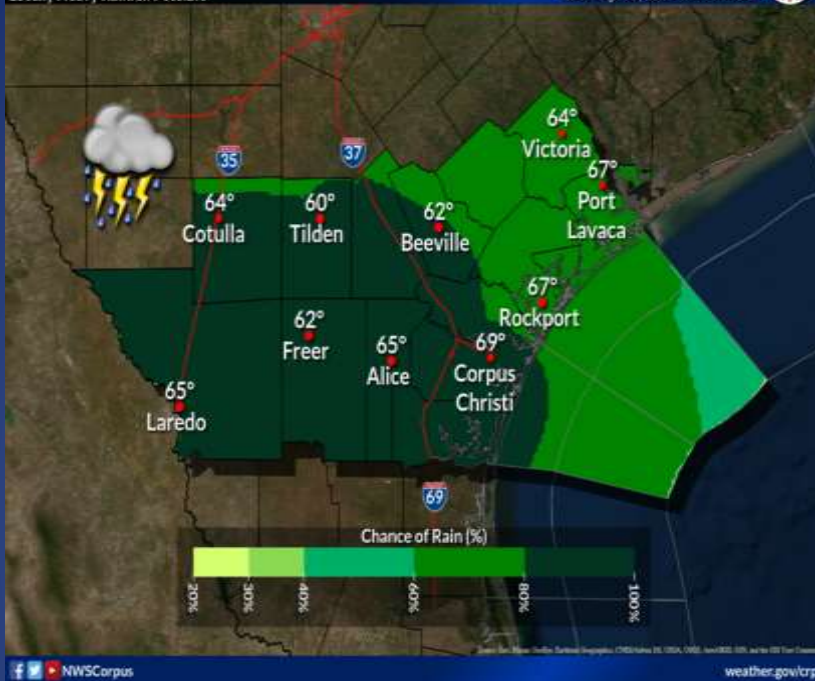 64°
Victoria
67°
Port
Lavaca
35
37
64°
Cotulla
60°
Tilden
62°
Beeville
67°
Rockport
62°
Freer
65°
Alice
69°
Corpus
Christi
65°
Laredo
69
Chance of Rain (%)
20%
30%
40%
60%
80%
100%
NWSCorpus
weather.gov/crp